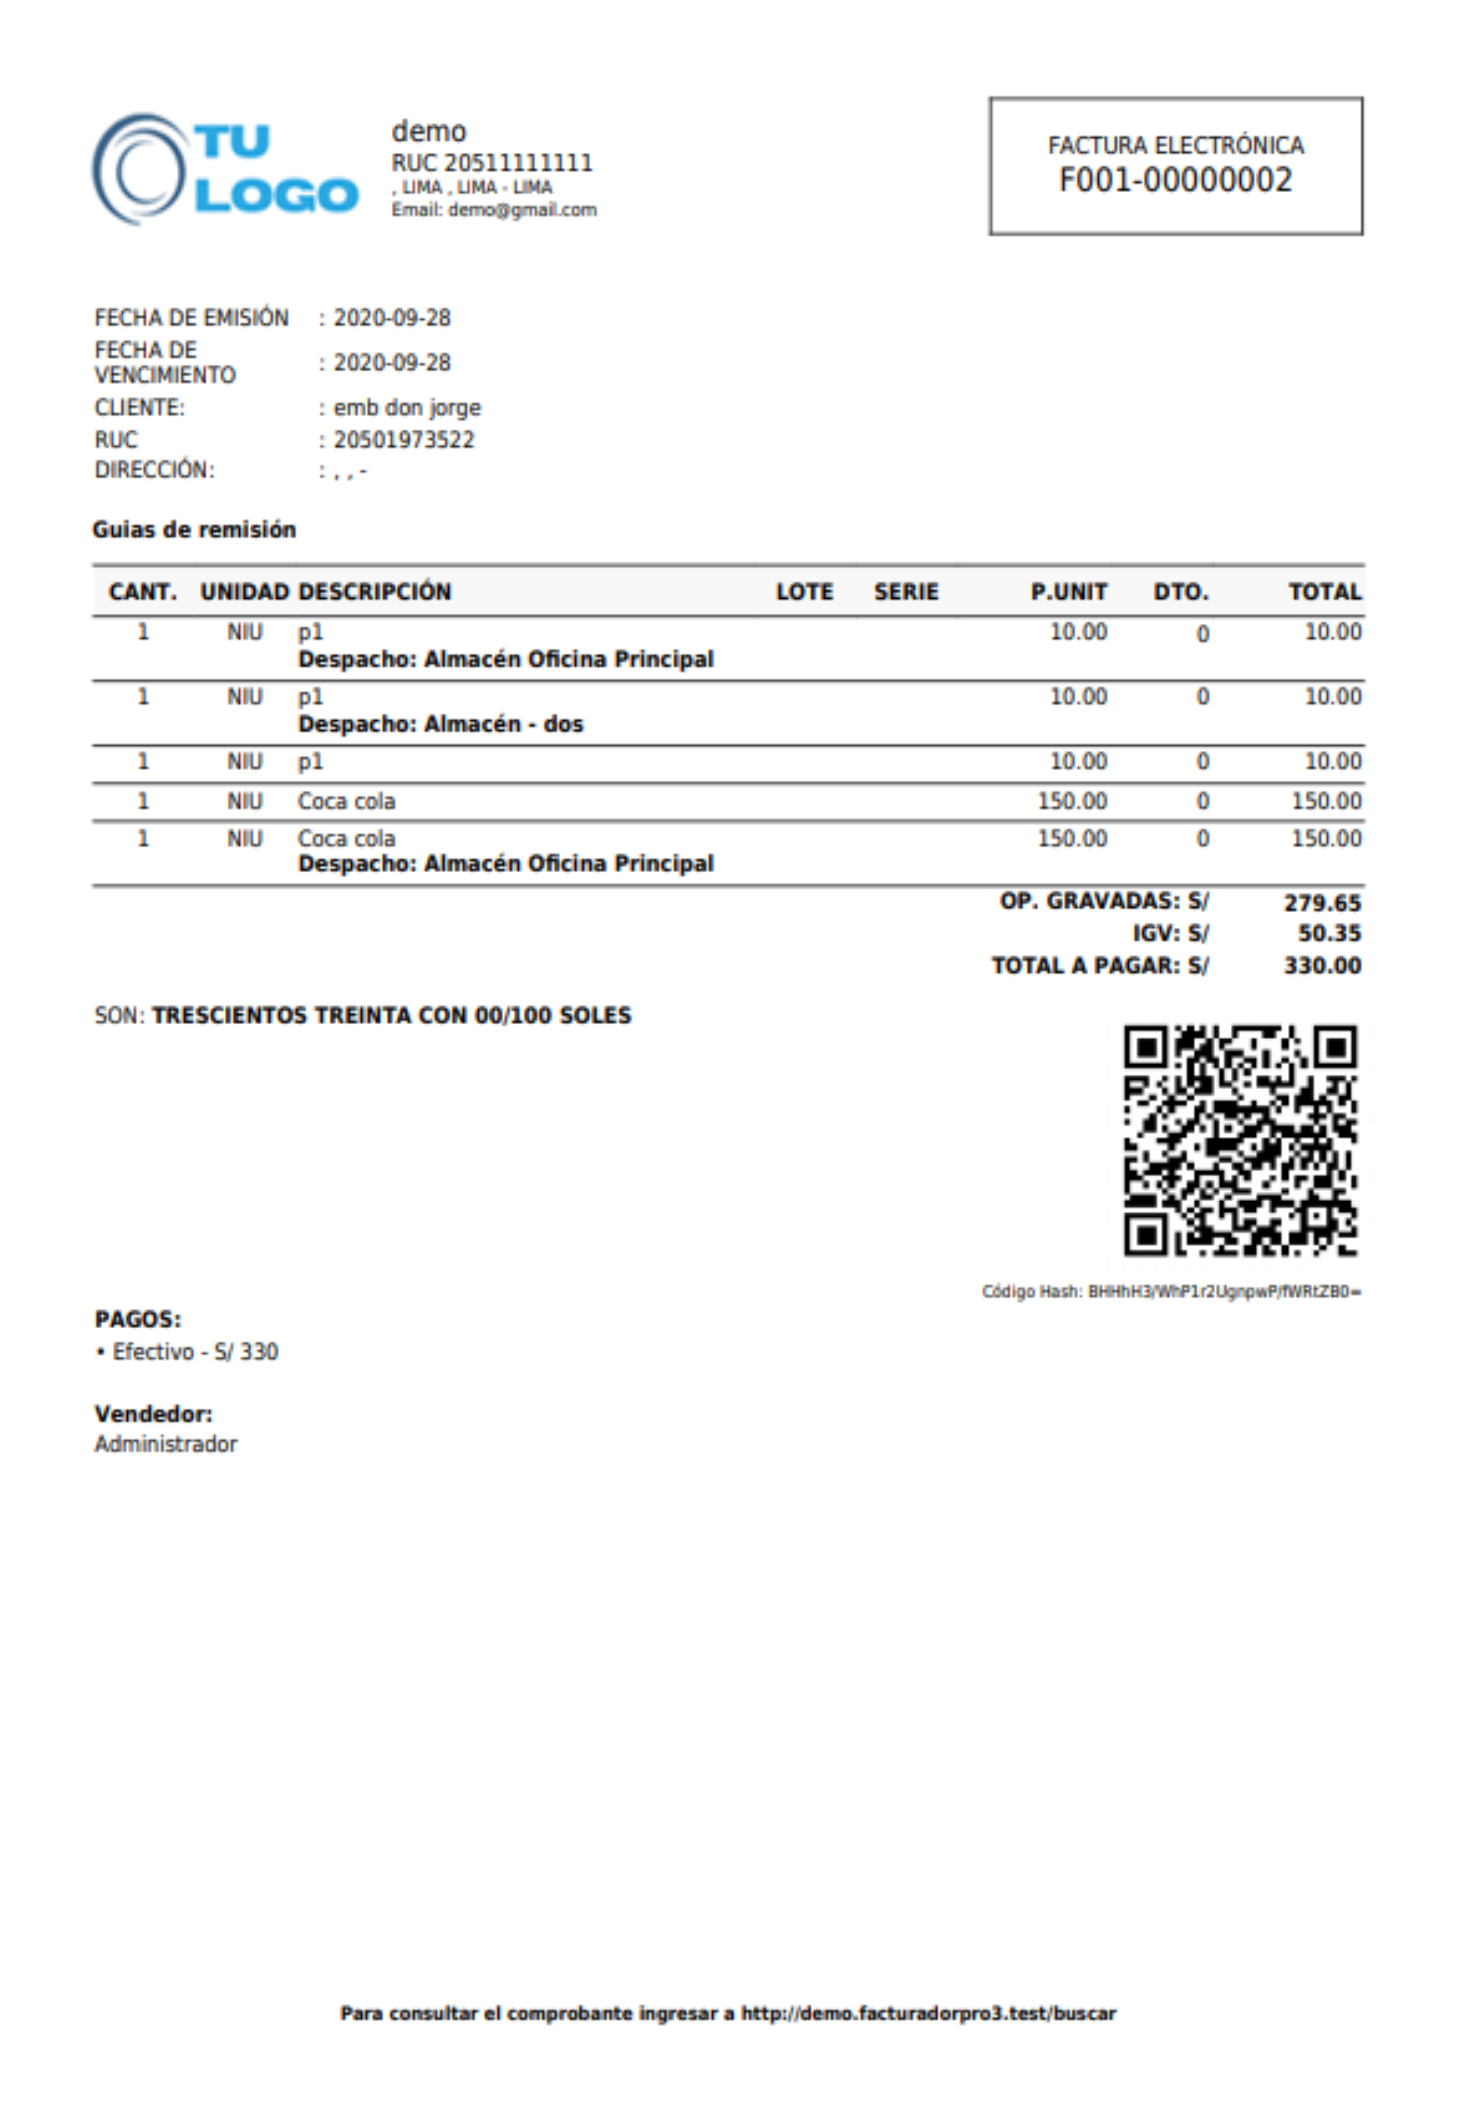 TU
LOGO
demo
RUC 20511111111
, LIMA , LIMA - LIMA
Email: demo@gmail.com
FACTURA ELECTRÓNICA
F001-00000002
FECHA DE EMISIÓN : 2020-09-28
FECHA DE
VENCIMIENTO : 2020-09-28
CLIENTE: : emb don jorge
RUC : 20501973522
DIRECCIÓN: : , , -
Guias de remisión
CANT. UNIDAD DESCRIPCIÓN LOTE SERIE P.UNIT DTO. TOTAL
1 NIU p1 10.00 0 10.00
Despacho: Almacén Oficina Principal
1 NIU p1 10.00 0 10.00
Despacho: Almacén - dos
1 NIU p1 10.00 0 10.00
1 NIU Coca cola 150.00 0 150.00
1 NIU Coca cola 150.00 0 150.00
Despacho: Almacén Oficina Principal
OP. GRAVADAS: S/ 279.65
IGV: S/ 50.35
TOTAL A PAGAR: S/ 330.00
SON: TRESCIENTOS TREINTA CON 00/100 SOLES
Código Hash: BHHhH3/WhP1r2UgnpwP/fWRtZB0=
PAGOS:
• Efectivo - S/ 330
Vendedor:
Administrador
Para consultar el comprobante ingresar a http://demo.facturadorpro3.test/buscar